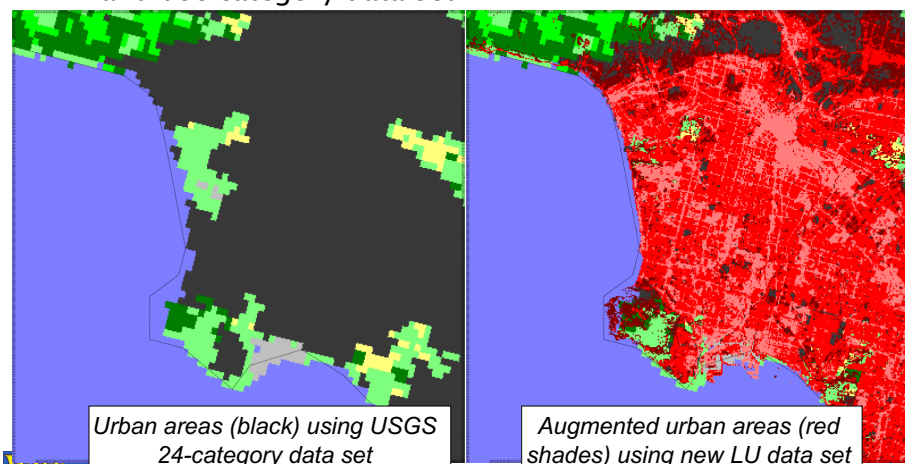 Urban areas (black) using USGS
24-category data set
Augmented urban areas (red
shades) using new LU data set